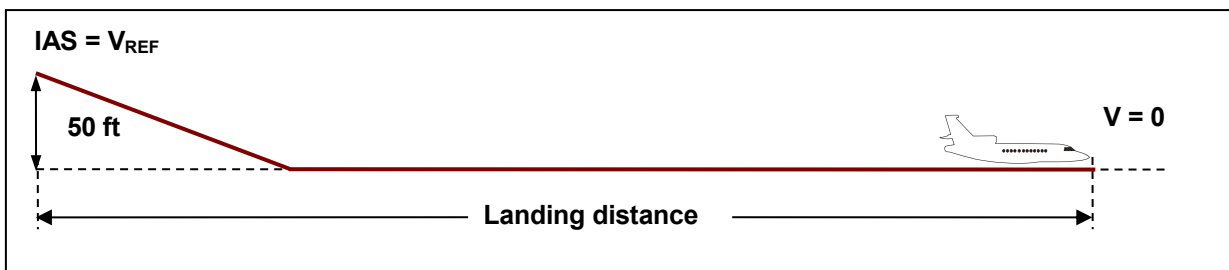 IAS = VREF
50 ft
V = 0
Landing distance